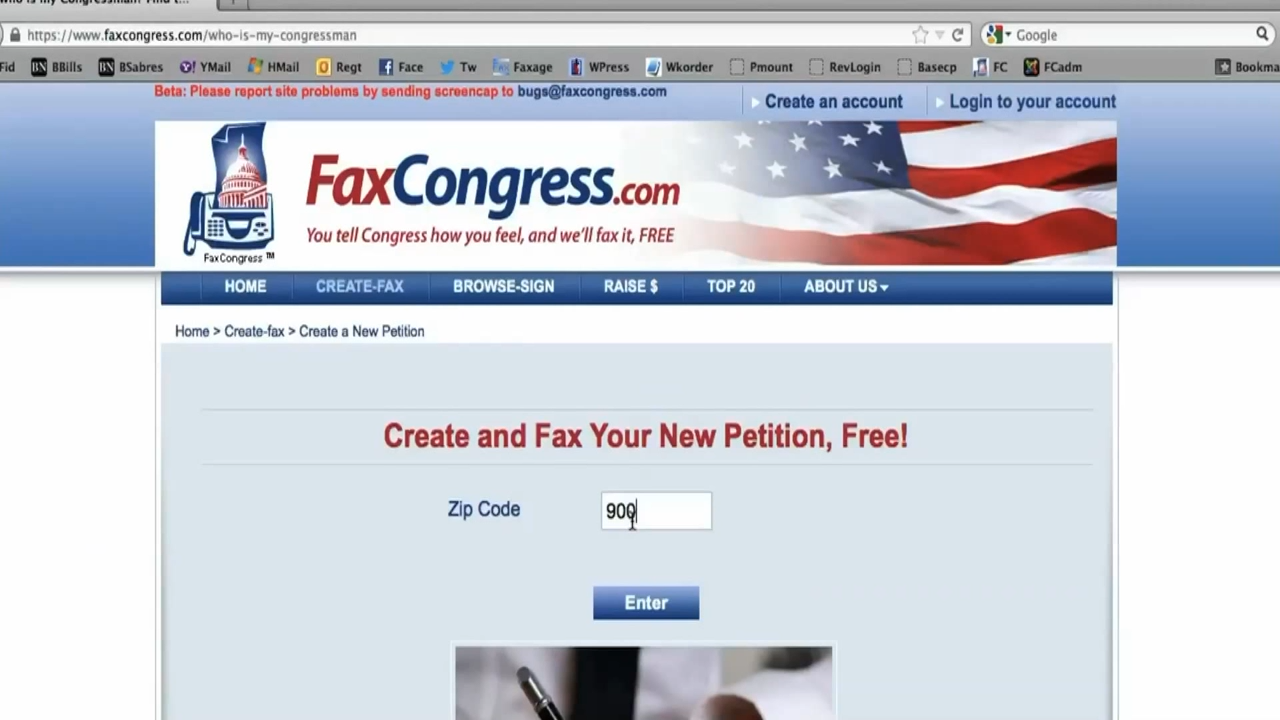 https://www.faxcongress.com/who-is-my-congressman
Google
Fid BBills BSabres YMail HMail Regt Face Tw Faxage WPress Wkorder Pmount RevLogin Basecp FC FCadm Bookma
Beta: Please report site problems by sending screencap to bugs@faxcongress.com
Create an account
Login to your account
FaxCongress.com
You tell Congress how you feel, and we'll fax it, FREE
FaxCongress ™
HOME CREATE-FAX BROWSE-SIGN RAISE $ TOP 20 ABOUT US
Home > Create-fax > Create a New Petition
Create and Fax Your New Petition, Free!
Zip Code 900
Enter